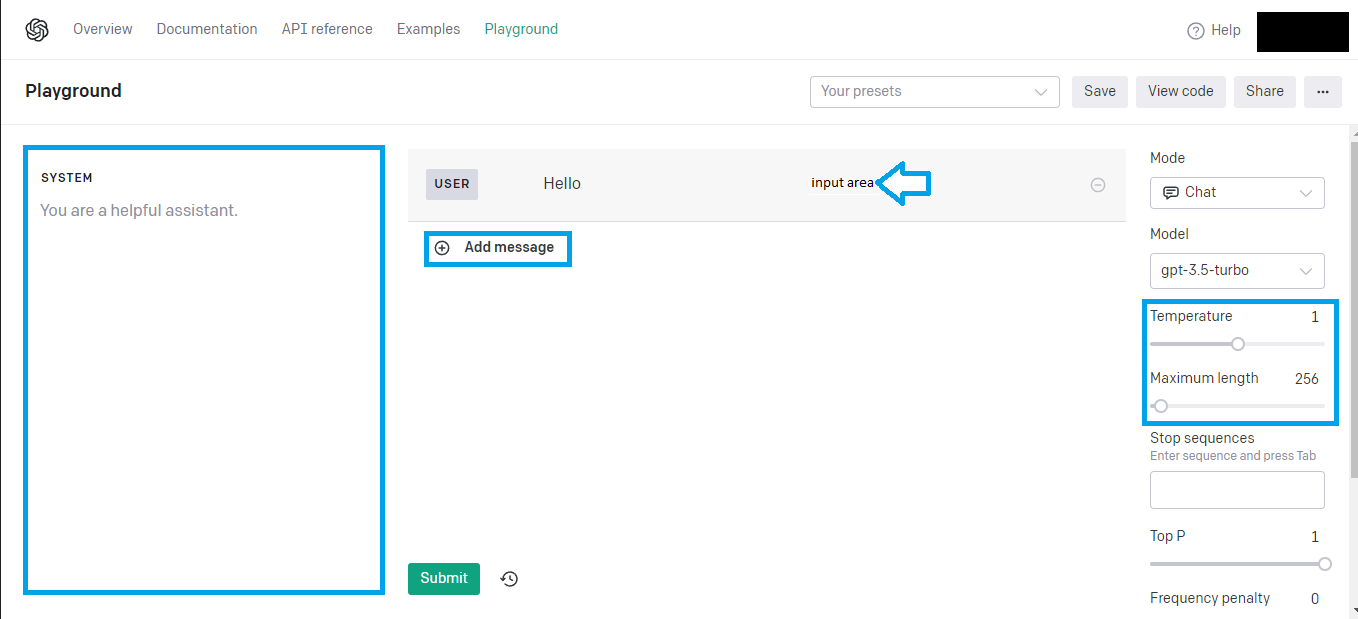 Overview Documentation API reference Examples Playground Help
Playground
Your presets Save View code Share ...
SYSTEM
You are a helpful assistant.
USER Hello input area
Add message
Submit
Mode
Chat
Model
gpt-3.5-turbo
Temperature 1
Maximum length 256
Stop sequences
Enter sequence and press Tab
Top P 1
Frequency penalty 0